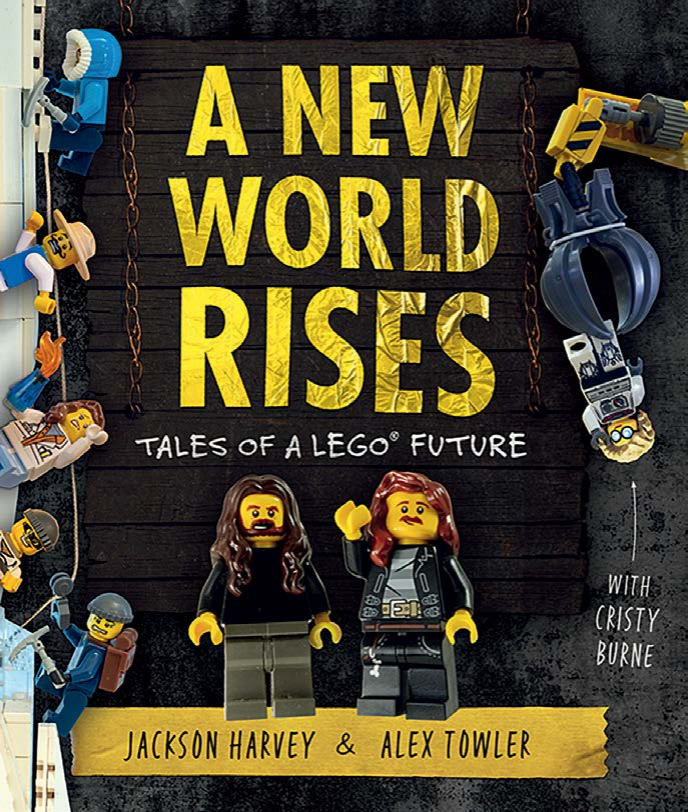 A NEW
WORLD
RISES
TALES OF A LEGO® FUTURE
WITH
CRISTY
BURNE
JACKSON HARVEY & ALEX TOWLER